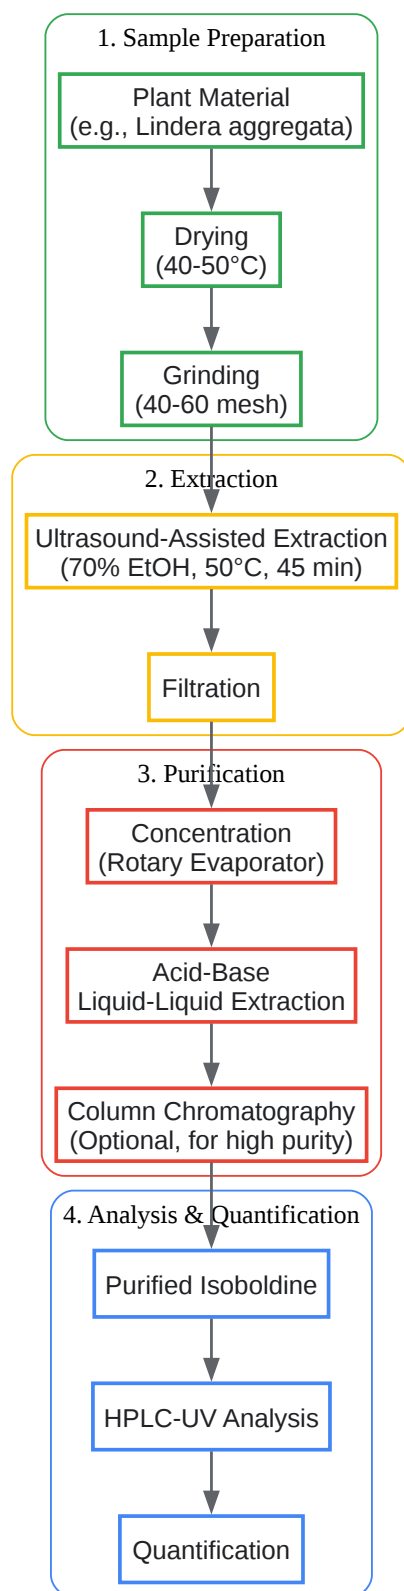 1. Sample Preparation
Plant Material
(e.g., Lindera aggregata)
Drying
(40-50°C)
Grinding
(40-60 mesh)
2. Extraction
Ultrasound-Assisted Extraction
(70% EtOH, 50°C, 45 min)
Filtration
3. Purification
Concentration
(Rotary Evaporator)
Acid-Base
Liquid-Liquid Extraction
Column Chromatography
(Optional, for high purity)
4. Analysis & Quantification
Purified Isoboldine
HPLC-UV Analysis
Quantification